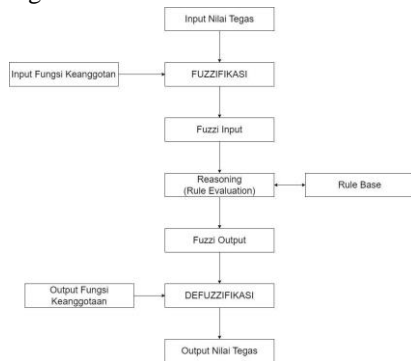 Input Nilai Tegas
Input Fungsi Keanggotan
FUZZIFIKASI
Fuzzi Input
Reasoning
(Rule Evaluation)
Rule Base
Fuzzi Output
Output Fungsi
Keanggotaan
DEFUZZIFIKASI
Output Nilai Tegas